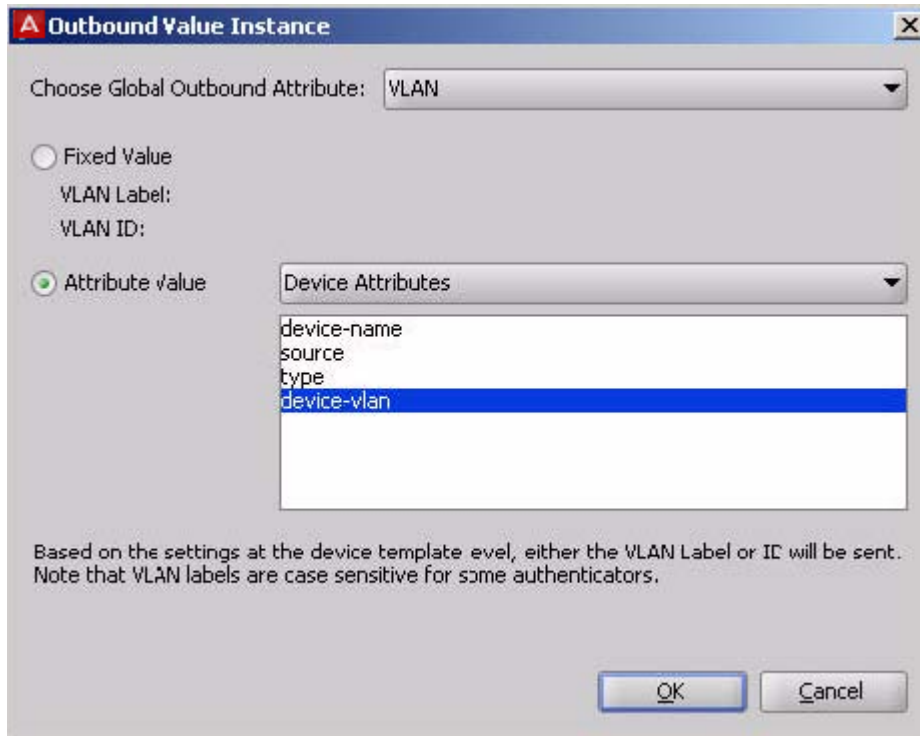 Outbound Value Instance
Choose Global Outbound Attribute: VLAN
Fixed Value
VLAN Label:
VLAN ID:
Attribute Value Device Attributes
device-name
source
type
device-vlan
Based on the settings at the device template evel, either the VLAN Label or ID will be sent.
Note that VLAN labels are case sensitive for some authenticators.
OK Cancel